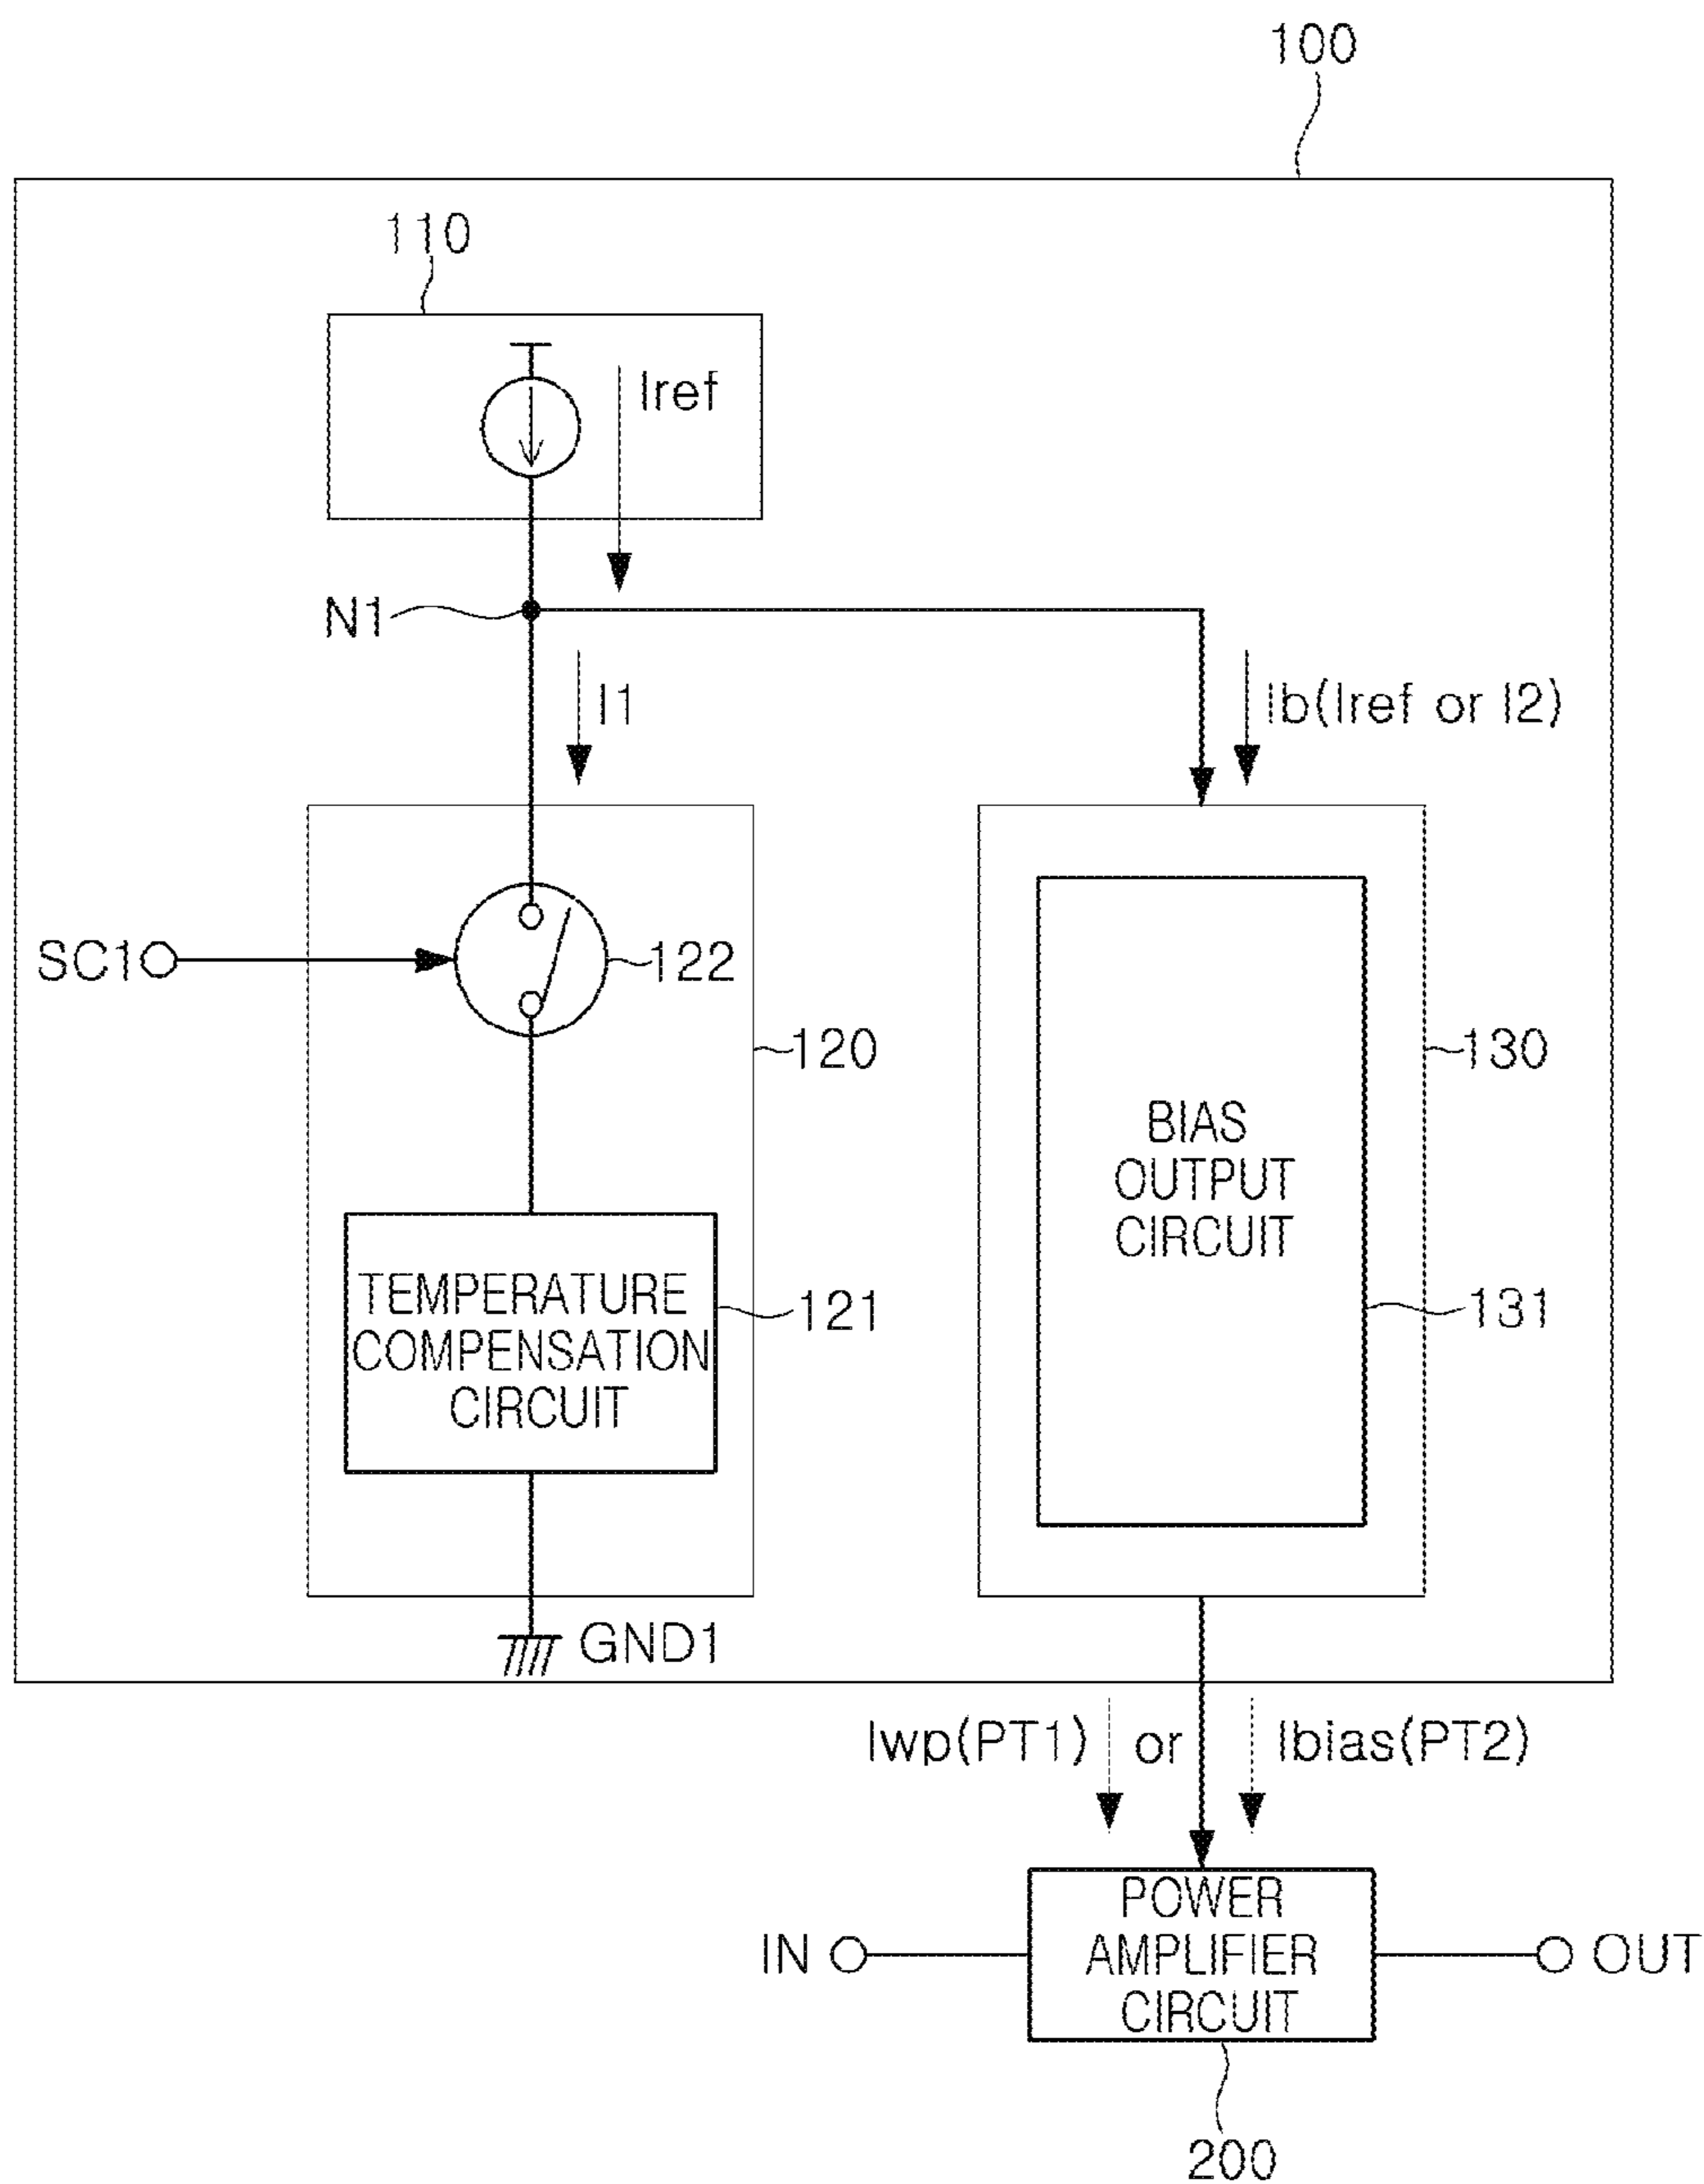 100
110
Iref
N1
I1
Ib(Iref or I2)
SC1
122
120
130
BIAS
OUTPUT
CIRCUIT
TEMPERATURE
COMPENSATION
CIRCUIT
121
131
GND1
Iwp(PT1) or Ibias(PT2)
POWER
AMPLIFIER
CIRCUIT
IN
OUT
200